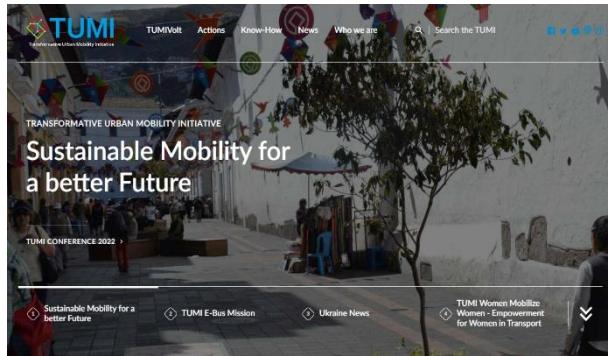 TUMI
Transformative Urban Mobility Initiative
TUMIVolt
Actions
Know-How
News
Who we are
Search the TUMI
TRANSFORMATIVE URBAN MOBILITY INITIATIVE
Sustainable Mobility for
a better Future
TUMI CONFERENCE 2022 >
1
Sustainable Mobility for a
better Future
2
TUMI E-Bus Mission
3
Ukraine News
4
TUMI Women Mobilize
Women - Empowerment
for Women in Transport